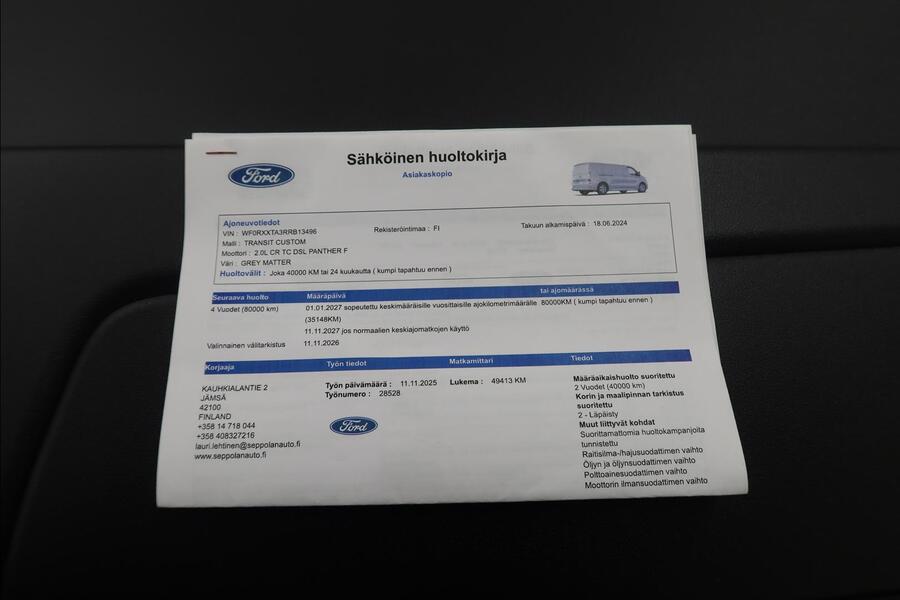 Sähköinen huoltokirja
Asiakaskopio
Ford
Ajoneuvotiedot
VIN : WF0RXXTA3RRB13496
Rekisteröintimaa : FI
Takuun alkamispäivä : 18.06.2024
Malli : TRANSIT CUSTOM
Moottori : 2.0L CR TC DSL PANTHER F
Väri : GREY MATTER
Huoltovälit : Joka 40000 KM tai 24 kuukautta ( kumpi tapahtuu ennen )
Seuraava huolto Määräpäivä tai ajomäärässä
4 Vuodet (80000 km) 01.01.2027 sopeutettu keskimääräisille vuosittaisille ajokilometrimäärälle 80000KM ( kumpi tapahtuu ennen )
(35148KM)
11.11.2027 jos normaalien keskiajomatkojen käyttö
Valinnainen välitarkistus 11.11.2026
Korjaaja Työn tiedot Matkamittari Tiedot
KAUHKIALANTIE 2
JÄMSÄ
42100
FINLAND
+358 14 718 044
+358 408327216
lauri.lehtinen@seppolanauto.fi
www.seppolanauto.fi
Työn päivämäärä : 11.11.2025
Työnumero : 28528
Ford
Lukema : 49413 KM
Määräaikaishuolto suoritettu
2 Vuodet (40000 km)
Korin ja maalipinnan tarkistus
suoritettu
2 - Läpäisty
Muut liittyvät kohdat
Suorittamattomia huoltokampanjoita
tunnistettu
Raitisilma-/hajusuodattimen vaihto
Öljyn ja öljynsuodattimen vaihto
Polttoainesuodattimen vaihto
Moottorin ilmansuodattimen vaihto